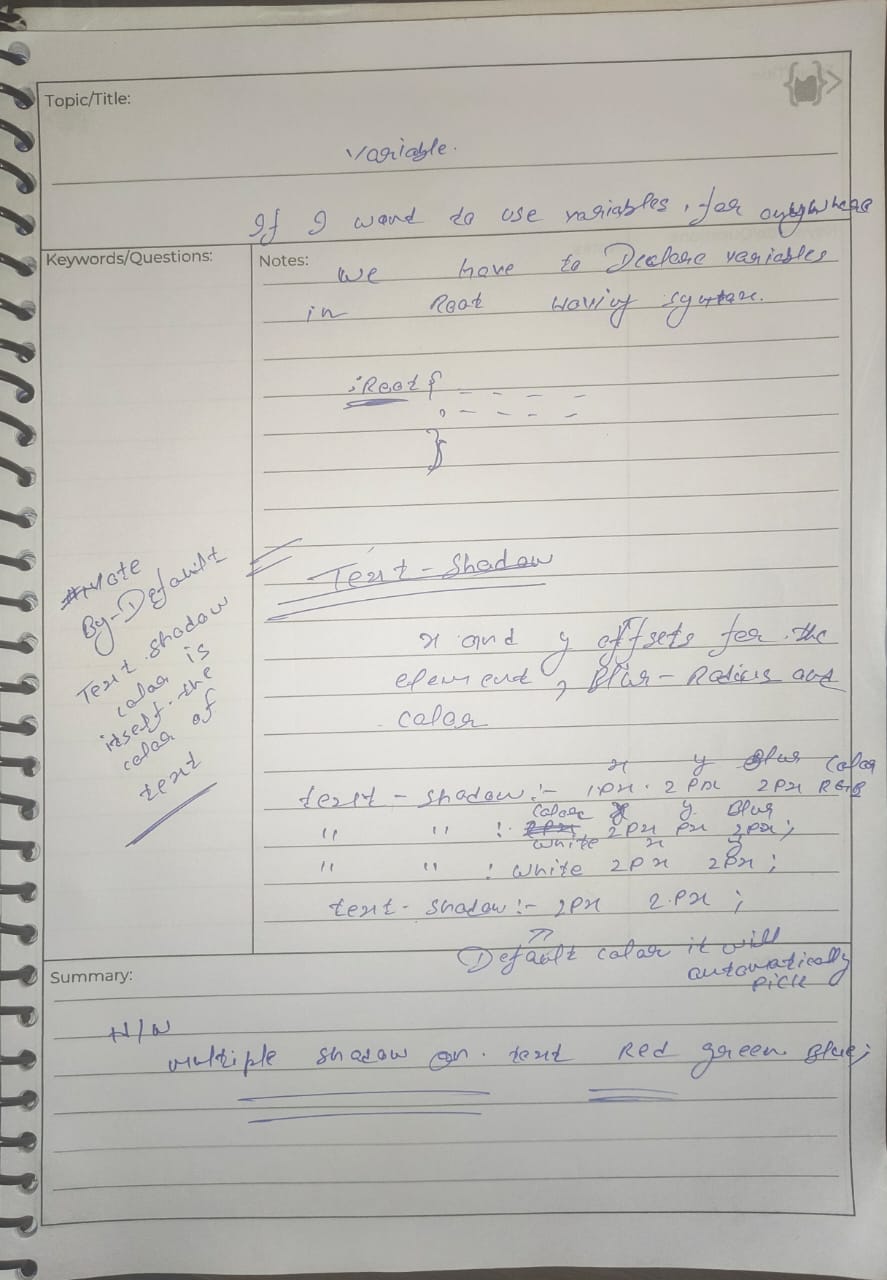 Topic/Title:
Variable.
If I want to use variables, for anywhere
Keywords/Questions:
Notes:
we have to Declare variables
in Root having syntax.
:Root {
}
Text-Shadow
#Note
By-Default
Text shadow
color is
itself the
color of
text
x and y offsets for the
element, Blur-Radius and
color
x y Blur Color
text-shadow:- 1px 2px 2px RGB
Color x y Blur
" " : 2px px 2px;
white x y
" " : white 2px 2px;
text-shadow:- 2px 2px;
Default color it will
automatically
pick
Summary:
H/W
multiple shadow on text Red green Blue;